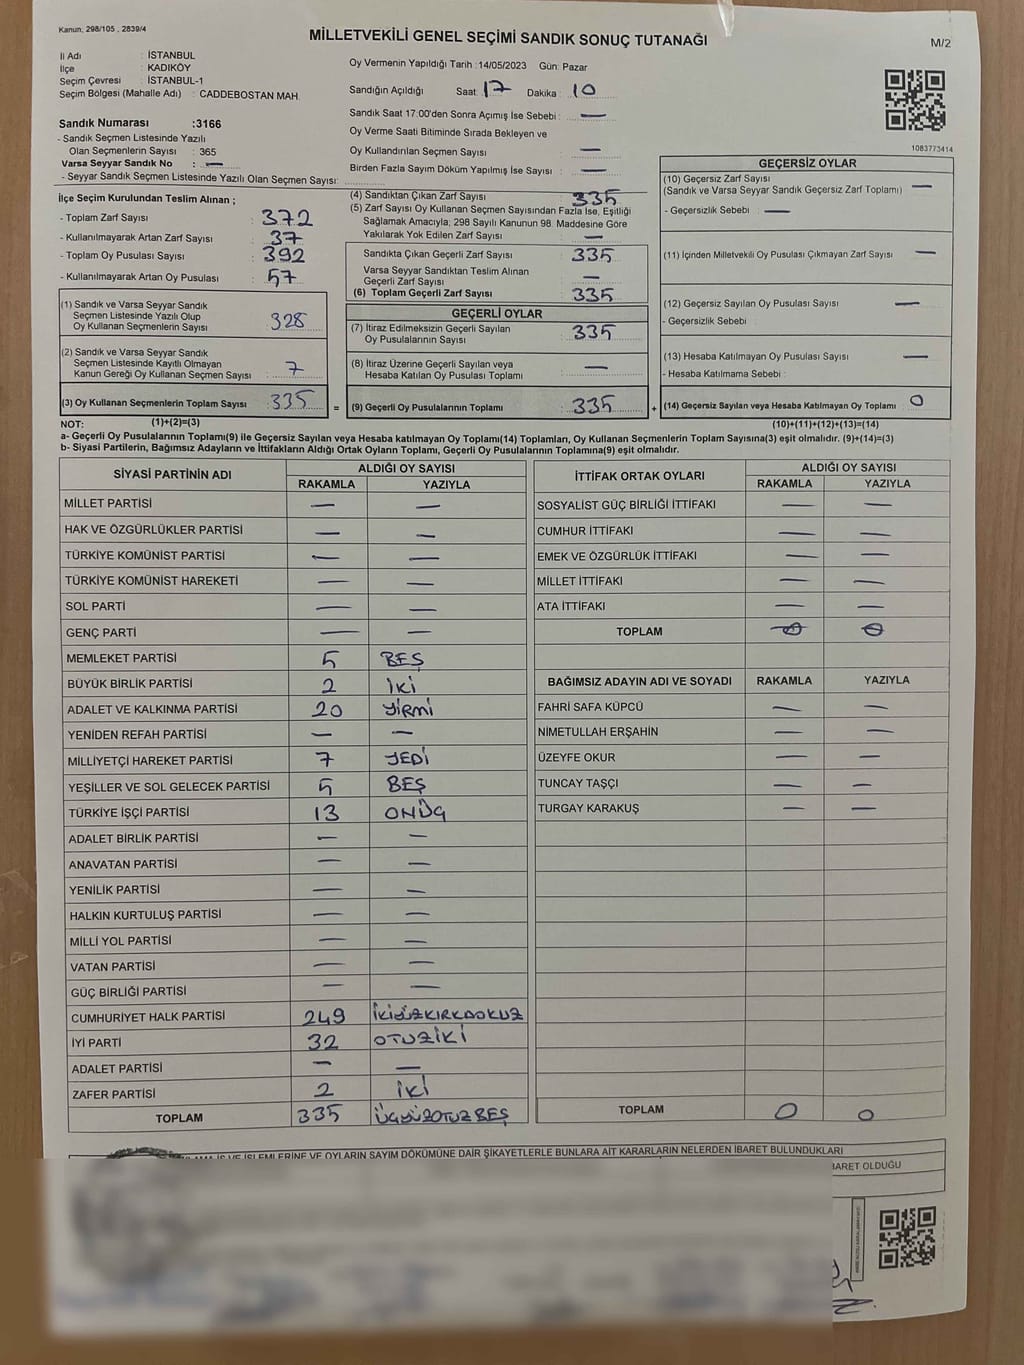 Kanun: 298/105 , 2839/4
MİLLETVEKİLİ GENEL SEÇİMİ SANDIK SONUÇ TUTANAĞI
M/2
İl Adı : İSTANBUL
İlçe : KADIKÖY
Seçim Çevresi : İSTANBUL-1
Seçim Bölgesi (Mahalle Adı) : CADDEBOSTAN MAH.
Sandık Numarası :3166
- Sandık Seçmen Listesinde Yazılı
Olan Seçmenlerin Sayısı : 365
Varsa Seyyar Sandık No : —
- Seyyar Sandık Seçmen Listesinde Yazılı Olan Seçmen Sayısı:
Oy Vermenin Yapıldığı Tarih :14/05/2023 Gün: Pazar
Sandığın Açıldığı Saat: 17 Dakika : 10
Sandık Saat 17:00'den Sonra Açımış İse Sebebi : —
Oy Verme Saati Bitiminde Sırada Bekleyen ve
Oy Kullandırılan Seçmen Sayısı : —
Birden Fazla Sayım Döküm Yapılmış İse Sayısı : —
1083773414
İlçe Seçim Kurulundan Teslim Alınan ;
- Toplam Zarf Sayısı : 372
- Kullanılmayarak Artan Zarf Sayısı : 37
- Toplam Oy Pusulası Sayısı : 392
- Kullanılmayarak Artan Oy Pusulası : 57
(1) Sandık ve Varsa Seyyar Sandık
Seçmen Listesinde Yazılı Olup
Oy Kullanan Seçmenlerin Sayısı : 328
(2) Sandık ve Varsa Seyyar Sandık
Seçmen Listesinde Kayıtlı Olmayan
Kanun Gereği Oy Kullanan Seçmen Sayısı : 7
(3) Oy Kullanan Seçmenlerin Toplam Sayısı : 335
(1)+(2)=(3)
(4) Sandıktan Çıkan Zarf Sayısı : 335
(5) Zarf Sayısı Oy Kullanan Seçmen Sayısından Fazla İse, Eşitliği
Sağlamak Amacıyla; 298 Sayılı Kanunun 98. Maddesine Göre
Yakılarak Yok Edilen Zarf Sayısı : —
Sandıkta Çıkan Geçerli Zarf Sayısı : 335
Varsa Seyyar Sandıktan Teslim Alınan
Geçerli Zarf Sayısı : —
(6) Toplam Geçerli Zarf Sayısı : 335
GEÇERLİ OYLAR
(7) İtiraz Edilmeksizin Geçerli Sayılan
Oy Pusulalarının Sayısı : 335
(8) İtiraz Üzerine Geçerli Sayılan veya
Hesaba Katılan Oy Pusulası Toplamı : —
= (9) Geçerli Oy Pusulalarının Toplamı : 335 +
GEÇERSİZ OYLAR
(10) Geçersiz Zarf Sayısı
(Sandık ve Varsa Seyyar Sandık Geçersiz Zarf Toplamı) : —
- Geçersizlik Sebebi : —
(11) İçinden Milletvekili Oy Pusulası Çıkmayan Zarf Sayısı : —
(12) Geçersiz Sayılan Oy Pusulası Sayısı : —
- Geçersizlik Sebebi :
(13) Hesaba Katılmayan Oy Pusulası Sayısı : —
- Hesaba Katılmama Sebebi :
(14) Geçersiz Sayılan veya Hesaba Katılmayan Oy Toplamı : 0
(10)+(11)+(12)+(13)=(14)
NOT:
a- Geçerli Oy Pusulalarının Toplamı(9) ile Geçersiz Sayılan veya Hesaba katılmayan Oy Toplamı(14) Toplamları, Oy Kullanan Seçmenlerin Toplam Sayısına(3) eşit olmalıdır. (9)+(14)=(3)
b- Siyasi Partilerin, Bağımsız Adayların ve İttifakların Aldığı Ortak Oyların Toplamı, Geçerli Oy Pusulalarının Toplamına(9) eşit olmalıdır.
SİYASİ PARTİNİN ADI ALDIĞI OY SAYISI
RAKAMLA YAZIYLA
MİLLET PARTİSİ — —
HAK VE ÖZGÜRLÜKLER PARTİSİ — —
TÜRKİYE KOMÜNİST PARTİSİ — —
TÜRKİYE KOMÜNİST HAREKETİ — —
SOL PARTİ — —
GENÇ PARTİ — —
MEMLEKET PARTİSİ 5 BEŞ
BÜYÜK BİRLİK PARTİSİ 2 İKİ
ADALET VE KALKINMA PARTİSİ 20 YİRMİ
YENİDEN REFAH PARTİSİ — —
MİLLİYETÇİ HAREKET PARTİSİ 7 YEDİ
YEŞİLLER VE SOL GELECEK PARTİSİ 5 BEŞ
TÜRKİYE İŞÇİ PARTİSİ 13 ONÜÇ
ADALET BİRLİK PARTİSİ — —
ANAVATAN PARTİSİ — —
YENİLİK PARTİSİ — —
HALKIN KURTULUŞ PARTİSİ — —
MİLLİ YOL PARTİSİ — —
VATAN PARTİSİ — —
GÜÇ BİRLİĞİ PARTİSİ — —
CUMHURİYET HALK PARTİSİ 249 İKİYÜZKIRKDOKUZ
İYİ PARTİ 32 OTUZİKİ
ADALET PARTİSİ — —
ZAFER PARTİSİ 2 İKİ
TOPLAM 335 ÜÇYÜZOTUZBEŞ
İTTİFAK ORTAK OYLARI ALDIĞI OY SAYISI
RAKAMLA YAZIYLA
SOSYALİST GÜÇ BİRLİĞİ İTTİFAKI — —
CUMHUR İTTİFAKI — —
EMEK VE ÖZGÜRLÜK İTTİFAKI — —
MİLLET İTTİFAKI — —
ATA İTTİFAKI — —
TOPLAM 0 0
BAĞIMSIZ ADAYIN ADI VE SOYADI RAKAMLA YAZIYLA
FAHRİ SAFA KÜPCÜ — —
NİMETULLAH ERŞAHİN — —
ÜZEYFE OKUR — —
TUNCAY TAŞÇI — —
TURGAY KARAKUŞ — —
TOPLAM 0 0
İŞ VE İŞLEMLERİNE VE OYLARIN SAYIM DÖKÜMÜNE DAİR ŞİKAYETLERLE BUNLARA AİT KARARLARIN NELERDEN İBARET BULUNDUKLARI
İBARET OLDUĞU